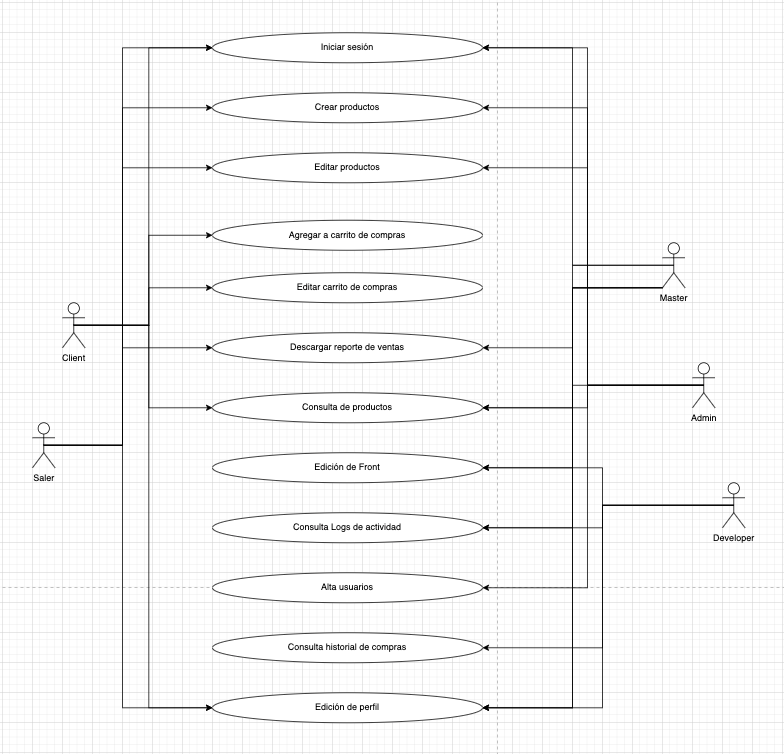 Iniciar sesión
Crear productos
Editar productos
Agregar a carrito de compras
Editar carrito de compras
Master
Descargar reporte de ventas
Client
Consulta de productos
Admin
Edición de Front
Saler
Consulta Logs de actividad
Developer
Alta usuarios
Consulta historial de compras
Edición de perfil